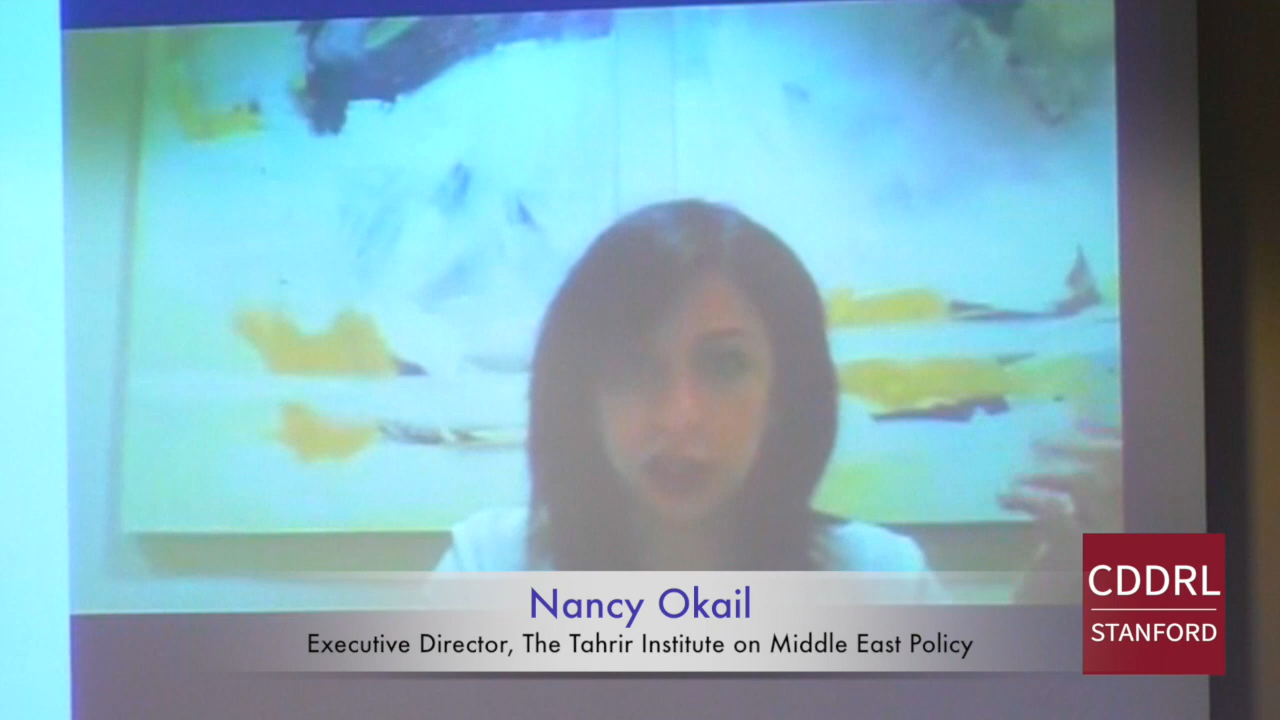 Nancy Okail
Executive Director, The Tahrir Institute on Middle East Policy
CDDRL
STANFORD